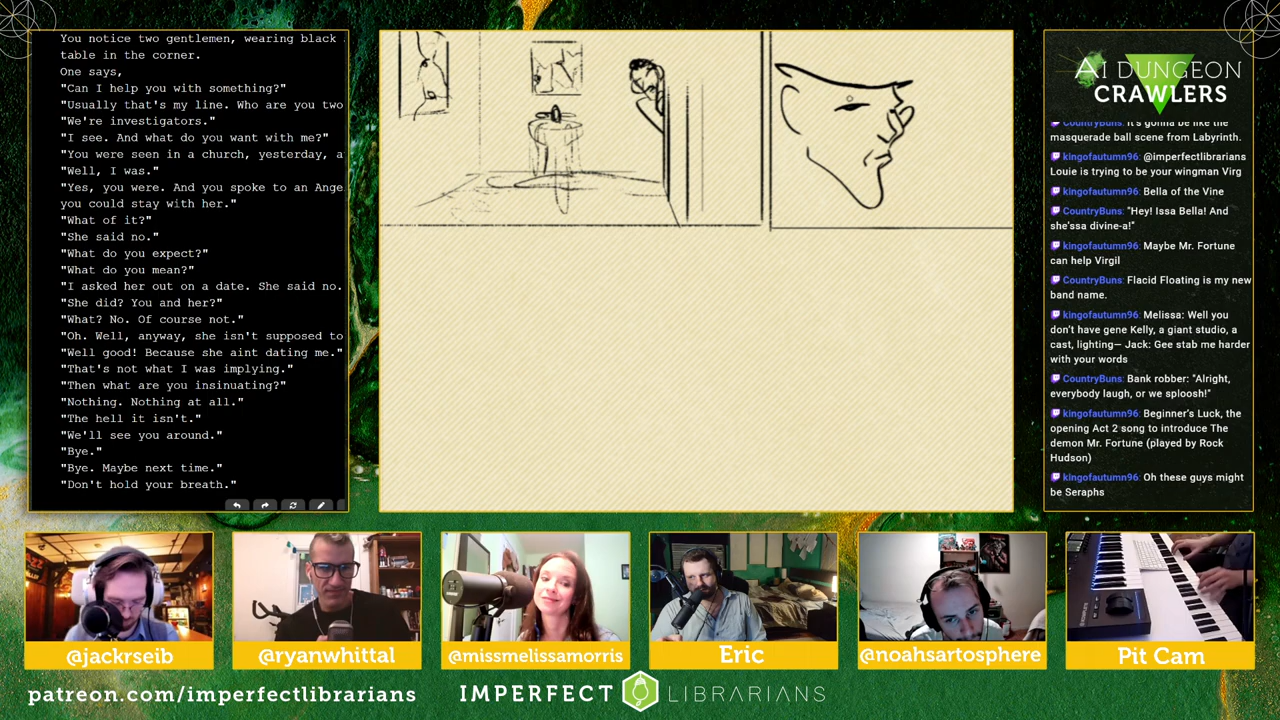 You notice two gentlemen, wearing black
table in the corner.
One says,
"Can I help you with something?"
"Usually that's my line. Who are you two
"We're investigators."
"I see. And what do you want with me?"
"You were seen in a church, yesterday, a
"Well, I was."
"Yes, you were. And you spoke to an Ange
you could stay with her."
"What of it?"
"She said no."
"What do you expect?"
"What do you mean?"
"I asked her out on a date. She said no.
"She did? You and her?"
"What? No. Of course not."
"Oh. Well, anyway, she isn't supposed to
"Well good! Because she aint dating me."
"That's not what I was implying."
"Then what are you insinuating?"
"Nothing. Nothing at all."
"The hell it isn't."
"We'll see you around."
"Bye."
"Bye. Maybe next time."
"Don't hold your breath."
AI DUNGEON
CRAWLERS
CountryBuns: It's gonna be like the
masquerade ball scene from Labyrinth.
kingofautumn96: @imperfectlibrarians
Louie is trying to be your wingman Virg
kingofautumn96: Bella of the Vine
CountryBuns: "Hey! Issa Bella! And
she'ssa divine-a!"
kingofautumn96: Maybe Mr. Fortune
can help Virgil
CountryBuns: Flacid Floating is my new
band name.
kingofautumn96: Melissa: Well you
don't have gene Kelly, a giant studio, a
cast, lighting— Jack: Gee stab me harder
with your words
CountryBuns: Bank robber: "Alright,
everybody laugh, or we sploosh!"
kingofautumn96: Beginner's Luck, the
opening Act 2 song to introduce The
demon Mr. Fortune (played by Rock
Hudson)
kingofautumn96: Oh these guys might
be Seraphs
@jackrseib
@ryanwhittal
@missmelissamorris
Eric
@noahsartosphere
Pit Cam
patreon.com/imperfectlibrarians
IMPERFECT LIBRARIANS